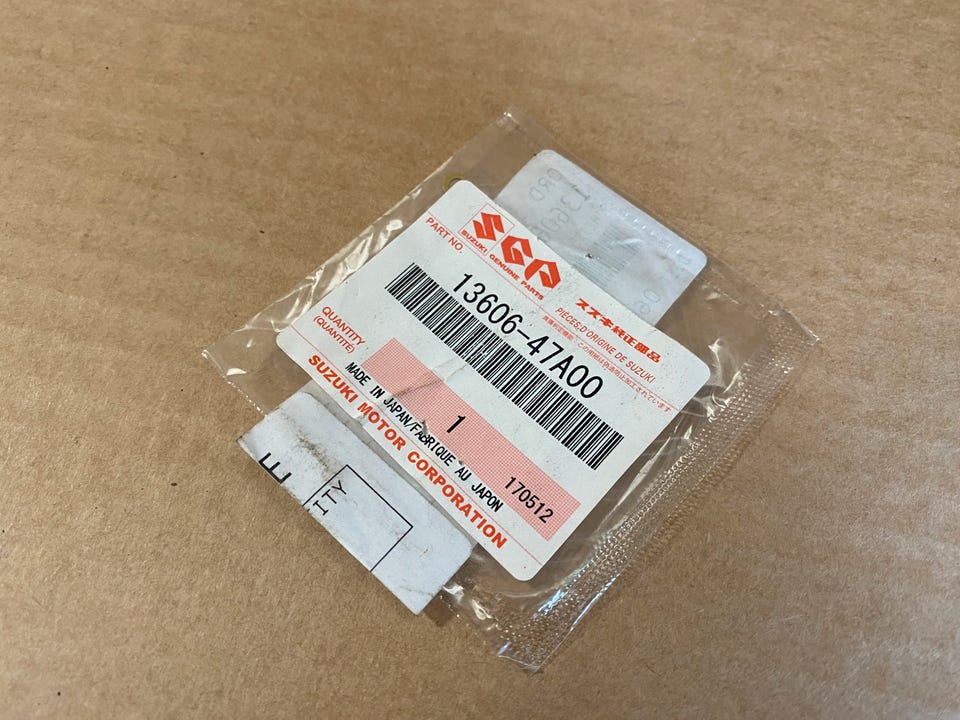 SGP
SUZUKI GENUINE PARTS
スズキ純正部品
PIÈCES D'ORIGINE DE SUZUKI
PART NO.
13606-47A00
QUANTITY
(QUANTITÉ)
1
170512
MADE IN JAPAN/FABRIQUE AU JAPON
SUZUKI MOTOR CORPORATION
E
ITY